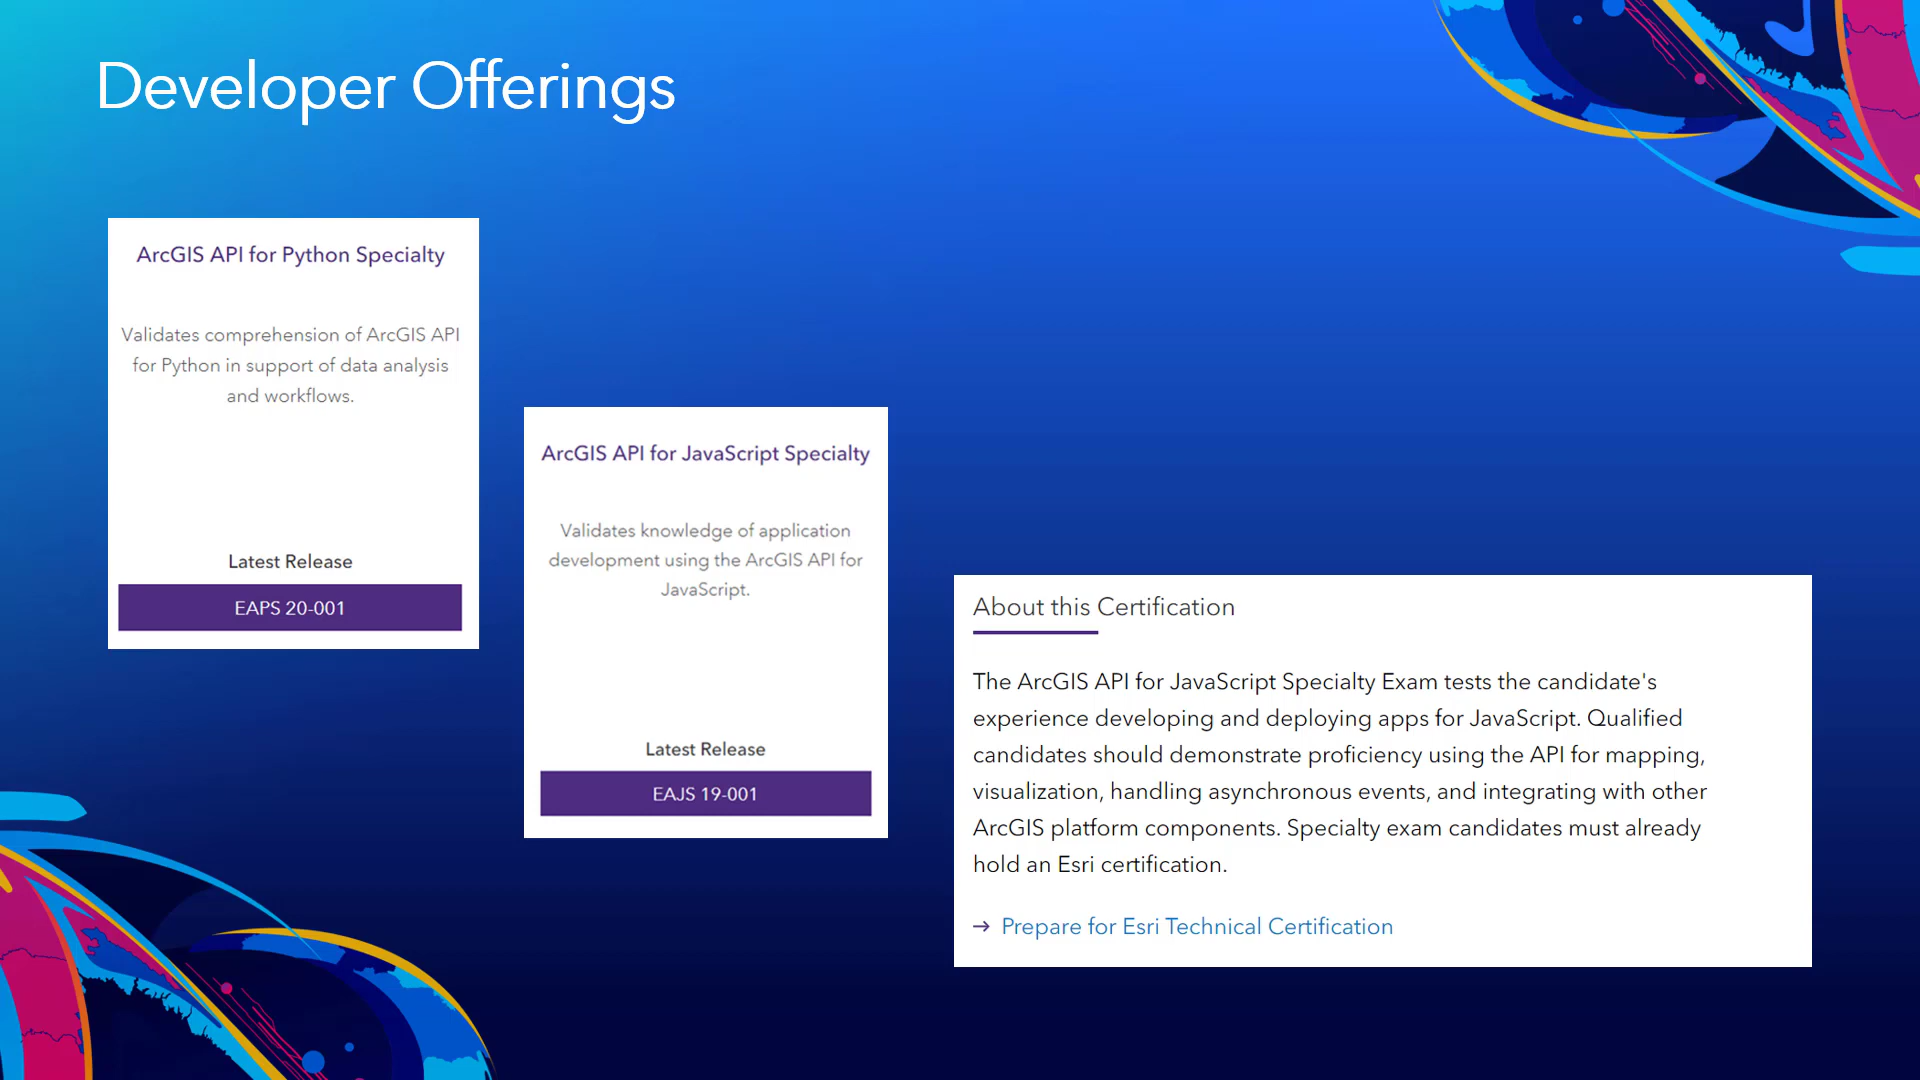 Developer Offerings
ArcGIS API for Python Specialty
Validates comprehension of ArcGIS API
for Python in support of data analysis
and workflows.
Latest Release
EAPS 20-001
ArcGIS API for JavaScript Specialty
Validates knowledge of application
development using the ArcGIS API for
JavaScript.
Latest Release
EAJS 19-001
About this Certification
The ArcGIS API for JavaScript Specialty Exam tests the candidate's
experience developing and deploying apps for JavaScript. Qualified
candidates should demonstrate proficiency using the API for mapping,
visualization, handling asynchronous events, and integrating with other
ArcGIS platform components. Specialty exam candidates must already
hold an Esri certification.
→ Prepare for Esri Technical Certification